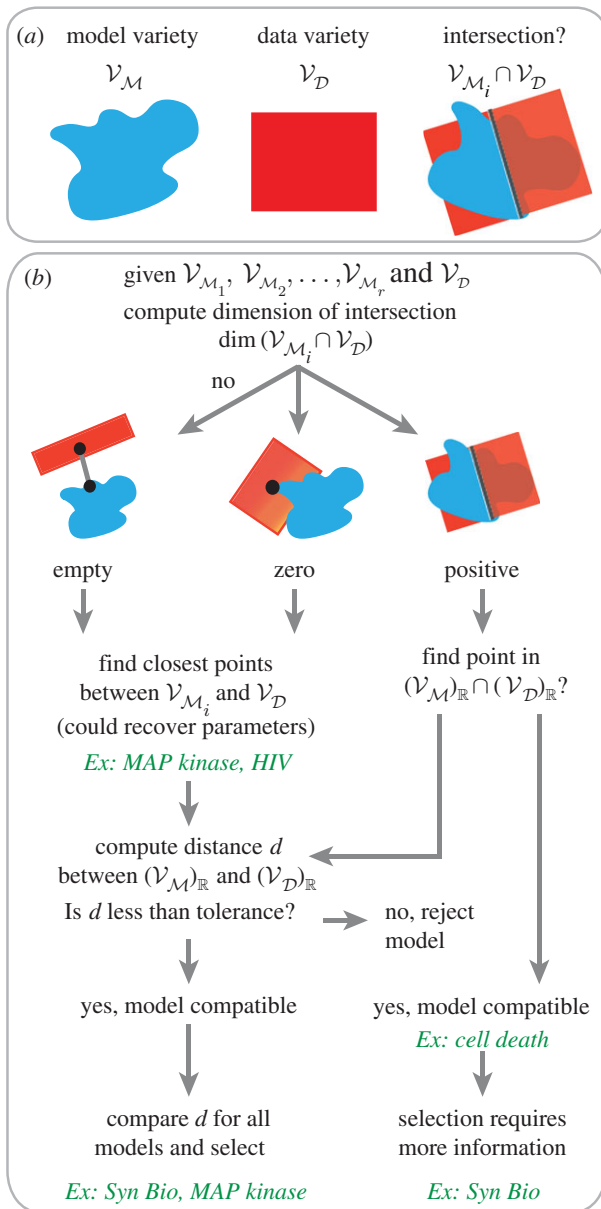 (a) model variety data variety intersection?
𝒱_ℳ 𝒱_𝒟 𝒱_ℳᵢ ∩ 𝒱_𝒟
(b) given 𝒱_ℳ₁, 𝒱_ℳ₂, . . . ,𝒱_ℳᵣ and 𝒱_𝒟
compute dimension of intersection
dim (𝒱_ℳᵢ ∩ 𝒱_𝒟)
no
empty zero positive
find closest points
between 𝒱_ℳᵢ and 𝒱_𝒟
(could recover parameters)
Ex: MAP kinase, HIV
find point in
(𝒱_ℳ)_ℝ ∩ (𝒱_𝒟)_ℝ?
compute distance d
between (𝒱_ℳ)_ℝ and (𝒱_𝒟)_ℝ
Is d less than tolerance?
no, reject
model
yes, model compatible
yes, model compatible
Ex: cell death
compare d for all
models and select
Ex: Syn Bio, MAP kinase
selection requires
more information
Ex: Syn Bio